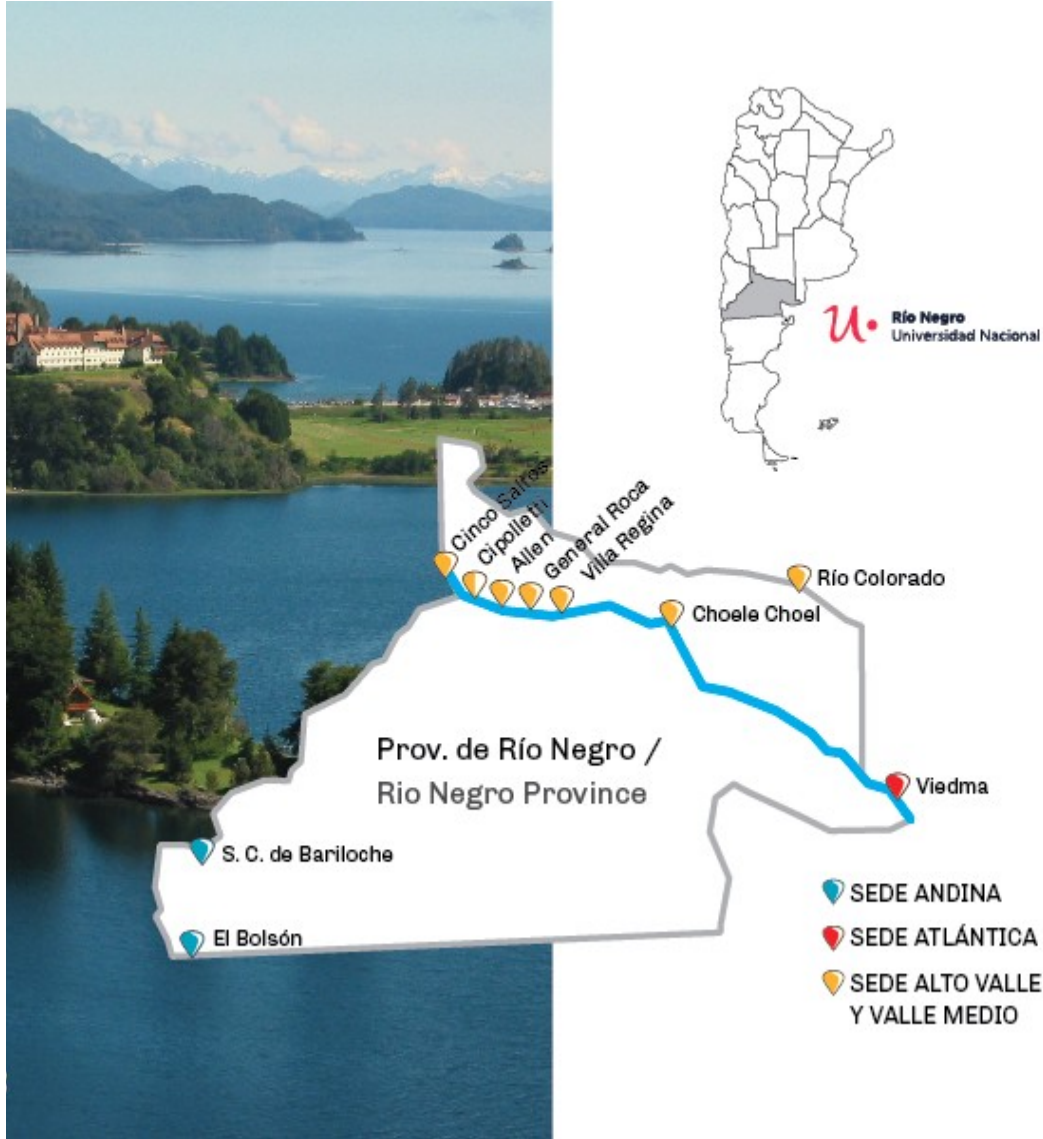 Río Negro
Universidad Nacional
Cinco Saltos
Cipolletti
Allen
General Roca
Villa Regina
Río Colorado
Choele Choel
Prov. de Río Negro /
Rio Negro Province
Viedma
S. C. de Bariloche
El Bolsón
SEDE ANDINA
SEDE ATLÁNTICA
SEDE ALTO VALLE
Y VALLE MEDIO